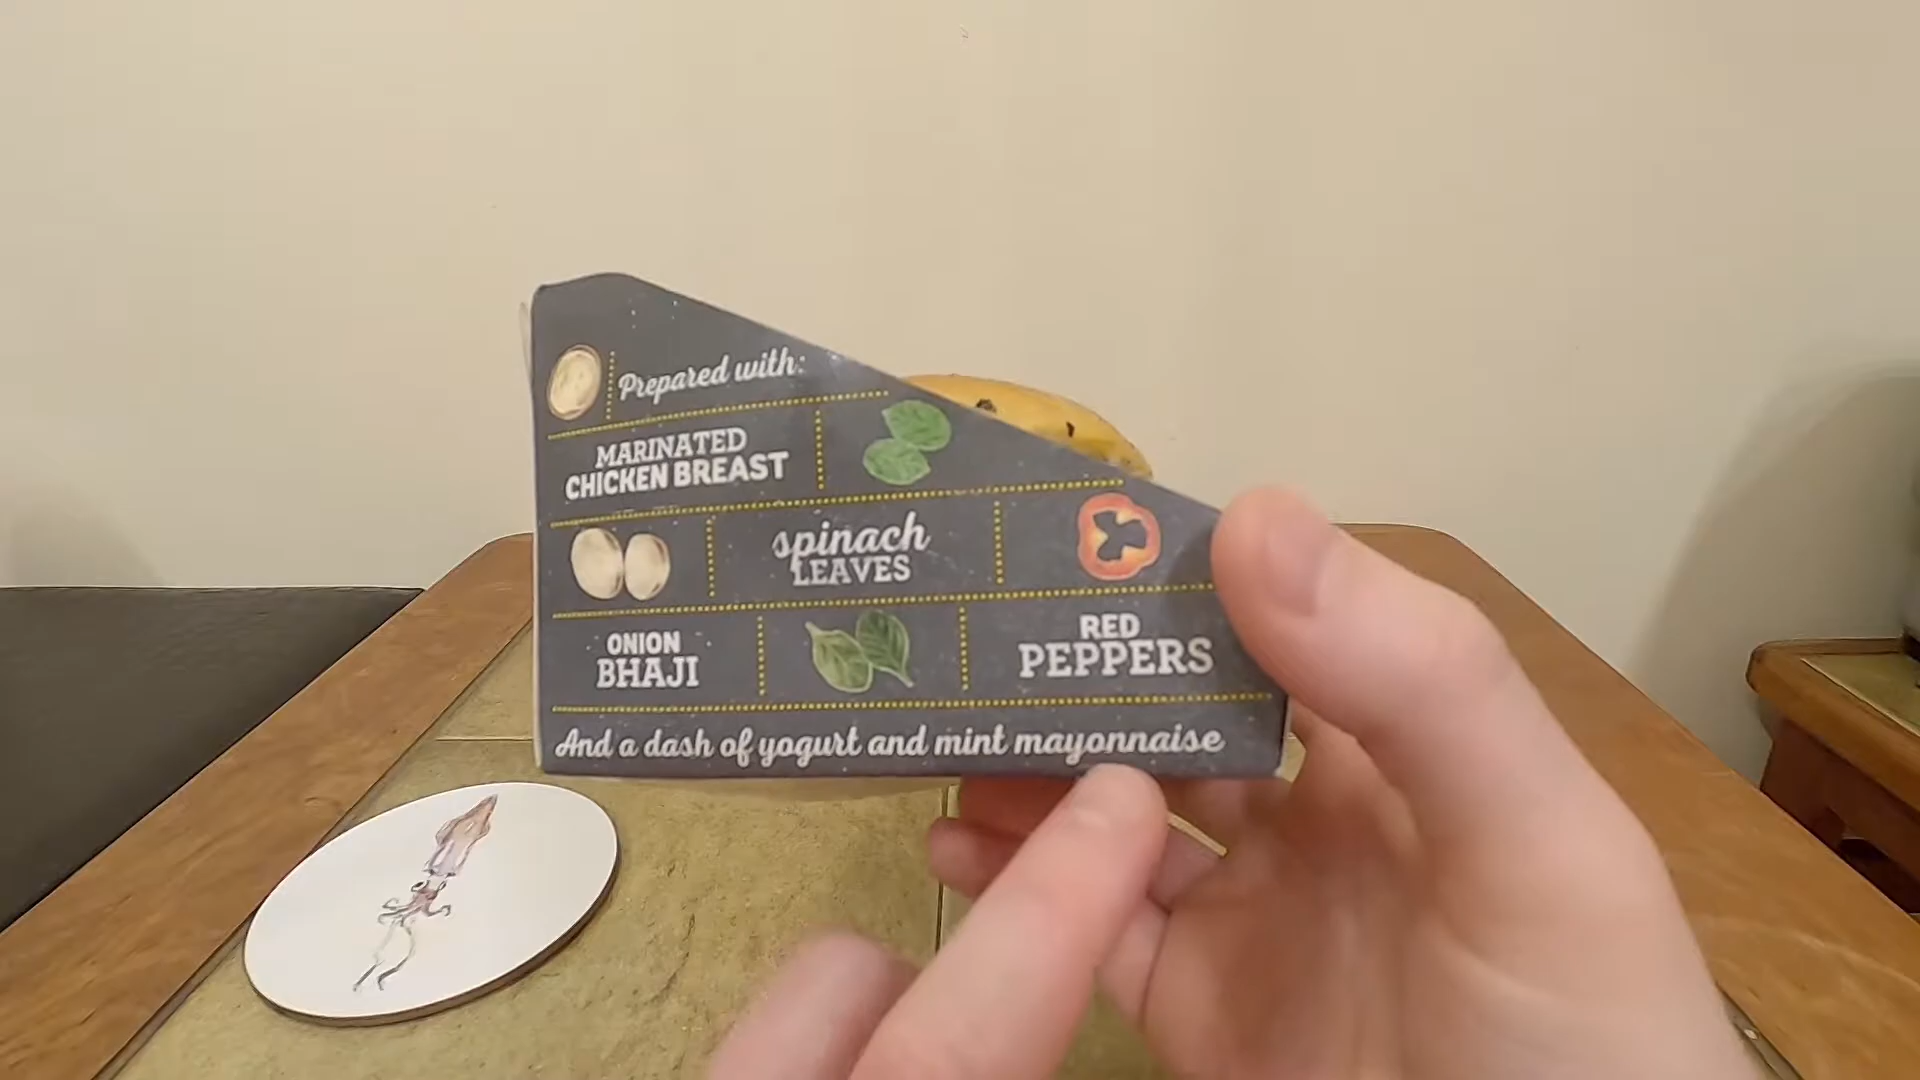 Prepared with:
MARINATED
CHICKEN BREAST
spinach
LEAVES
ONION
BHAJI
RED
PEPPERS
And a dash of yogurt and mint mayonnaise